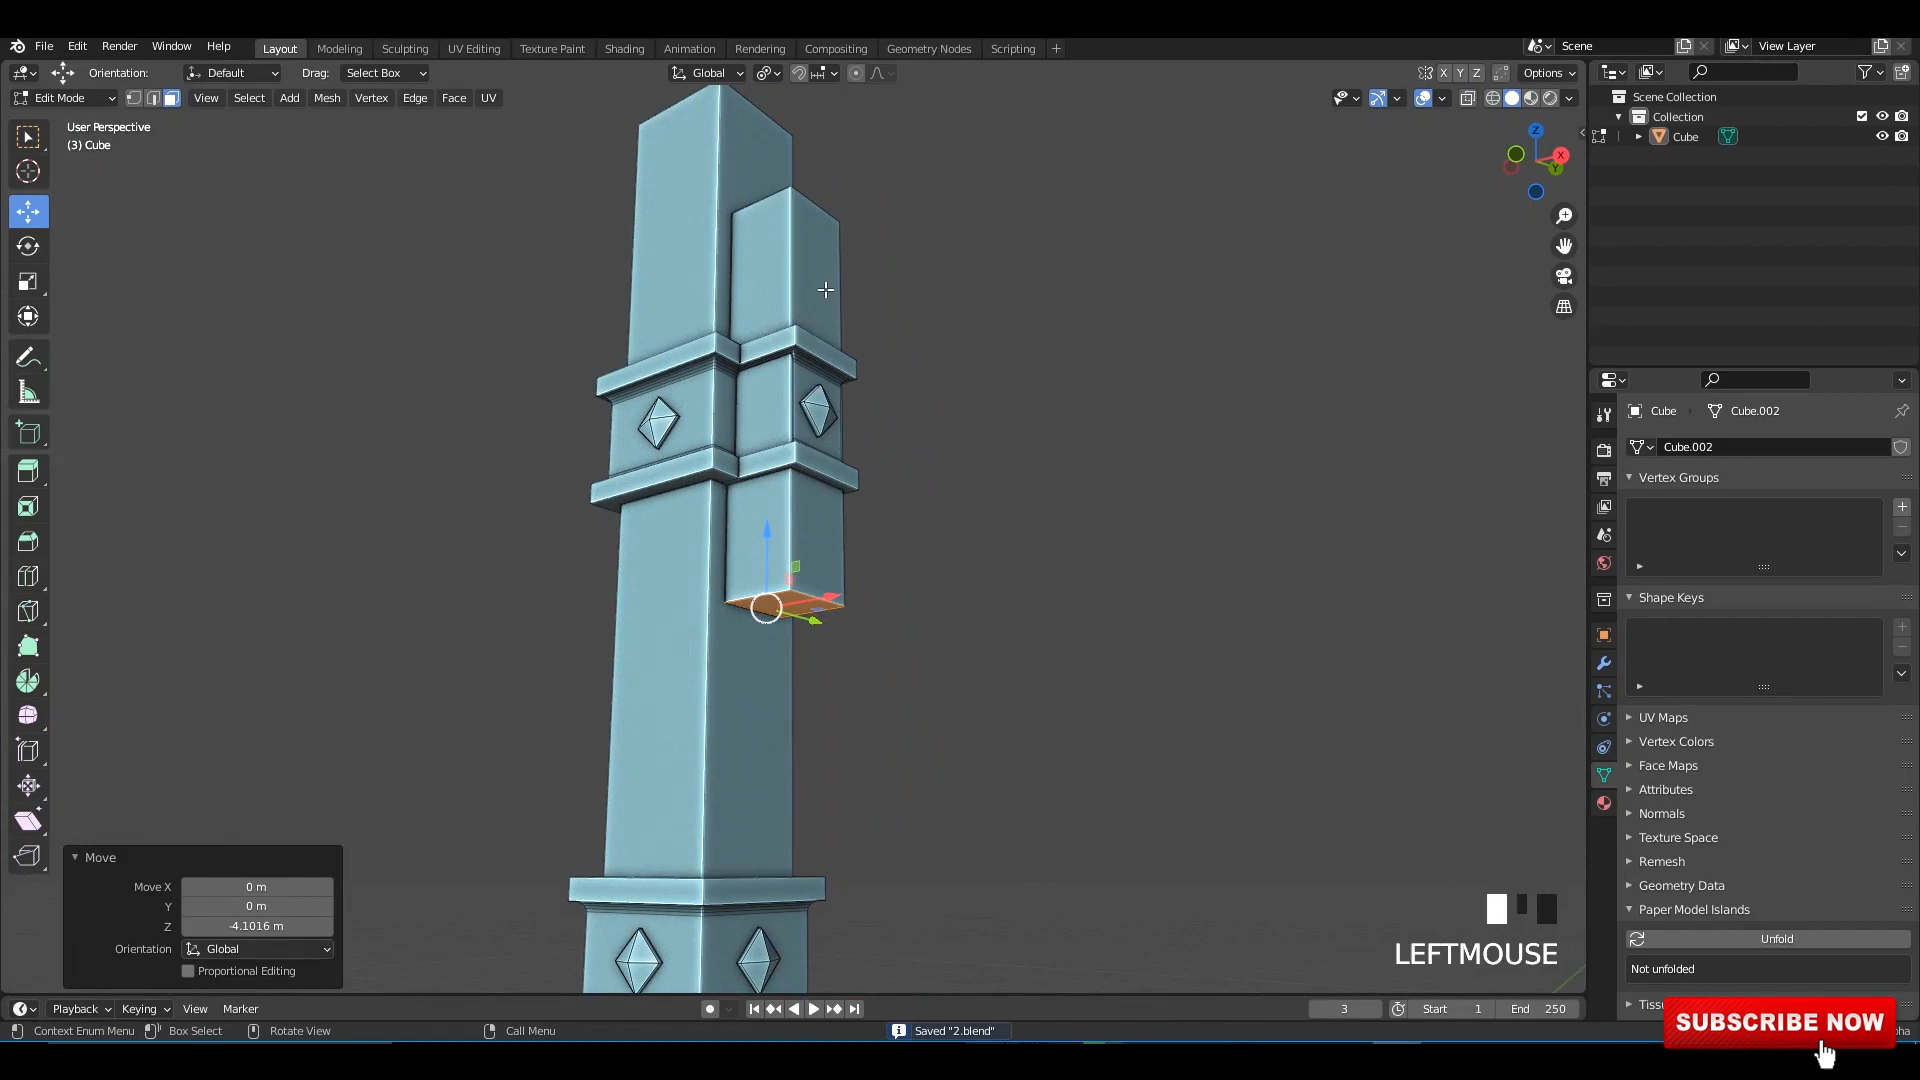 File Edit Render Window Help Layout Modeling Sculpting UV Editing Texture Paint Shading Animation Rendering Compositing Geometry Nodes Scripting + Scene View Layer
Orientation: Default Drag: Select Box Global X Y Z Options
Edit Mode View Select Add Mesh Vertex Edge Face UV
User Perspective
(3) Cube
Z
X
Y
Scene Collection
Collection
Cube
Cube Cube.002
Cube.002
Vertex Groups
Shape Keys
UV Maps
Vertex Colors
Face Maps
Attributes
Normals
Texture Space
Remesh
Geometry Data
Paper Model Islands
Unfold
Not unfolded
Move
Move X 0 m
Y 0 m
Z -4.1016 m
Orientation Global
Proportional Editing
LEFTMOUSE
Playback Keying View Marker 3 Start 1 End 250
Context Enum Menu Box Select Rotate View Call Menu Saved "2.blend"
SUBSCRIBE NOW